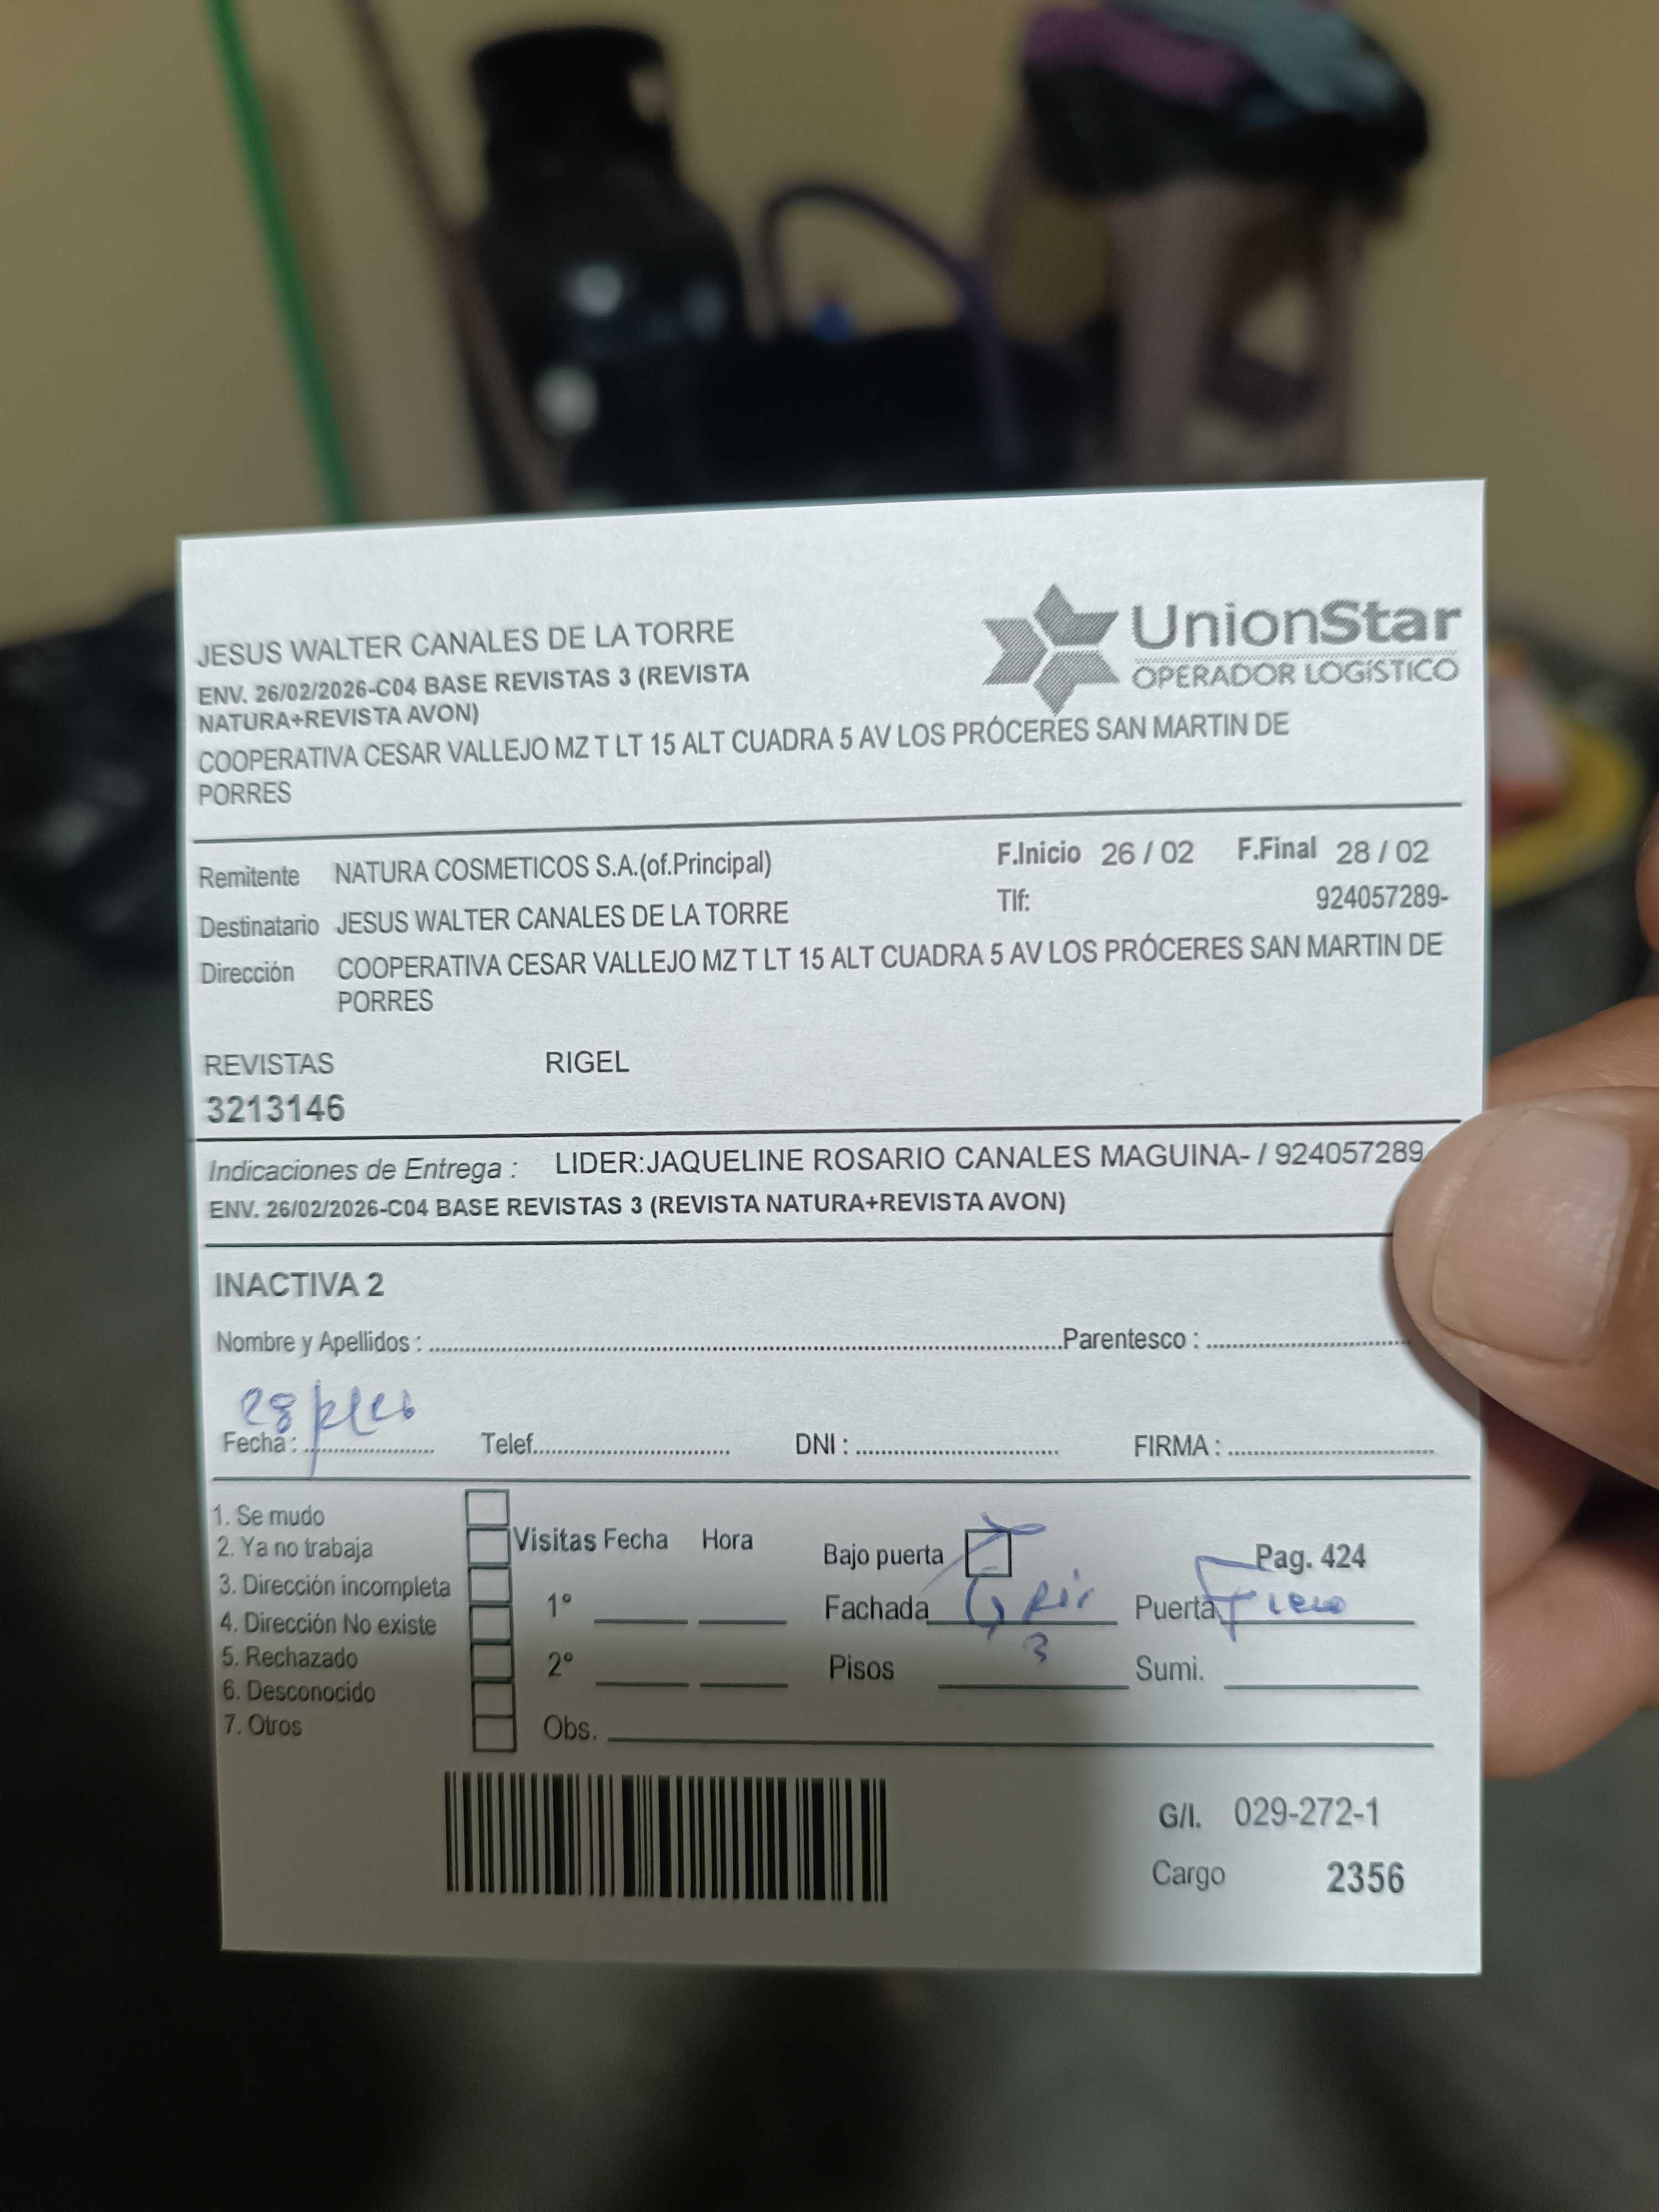 JESUS WALTER CANALES DE LA TORRE
ENV. 26/02/2026-C04 BASE REVISTAS 3 (REVISTA
NATURA+REVISTA AVON)
COOPERATIVA CESAR VALLEJO MZ T LT 15 ALT CUADRA 5 AV LOS PRÓCERES SAN MARTIN DE
PORRES
UnionStar
OPERADOR LOGÍSTICO
Remitente NATURA COSMETICOS S.A.(of.Principal)
F.Inicio 26 / 02 F.Final 28 / 02
Destinatario JESUS WALTER CANALES DE LA TORRE
Tlf: 924057289-
Dirección COOPERATIVA CESAR VALLEJO MZ T LT 15 ALT CUADRA 5 AV LOS PRÓCERES SAN MARTIN DE
PORRES
REVISTAS RIGEL
3213146
Indicaciones de Entrega : LIDER:JAQUELINE ROSARIO CANALES MAGUINA- / 924057289
ENV. 26/02/2026-C04 BASE REVISTAS 3 (REVISTA NATURA+REVISTA AVON)
INACTIVA 2
Nombre y Apellidos : Parentesco :
Fecha : 28 Telef. DNI : FIRMA :
1. Se mudo
2. Ya no trabaja
3. Dirección incompleta
4. Dirección No existe
5. Rechazado
6. Desconocido
7. Otros
Visitas Fecha Hora
1°
2°
Obs.
Bajo puerta Pag. 424
Fachada Puerta
Pisos 3 Sumi.
G/I. 029-272-1
Cargo 2356